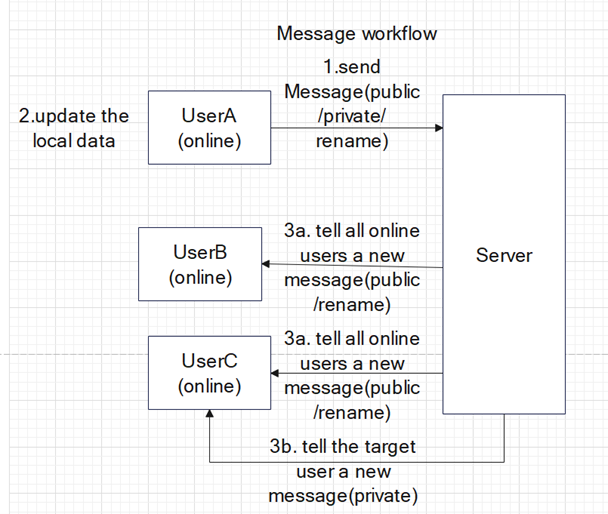 Message workflow
1.send
Message(public
/private/
rename)
2.update the
local data
UserA
(online)
3a. tell all online
users a new
message(public
/rename)
UserB
(online)
Server
3a. tell all online
users a new
message(public
/rename)
UserC
(online)
3b. tell the target
user a new
message(private)